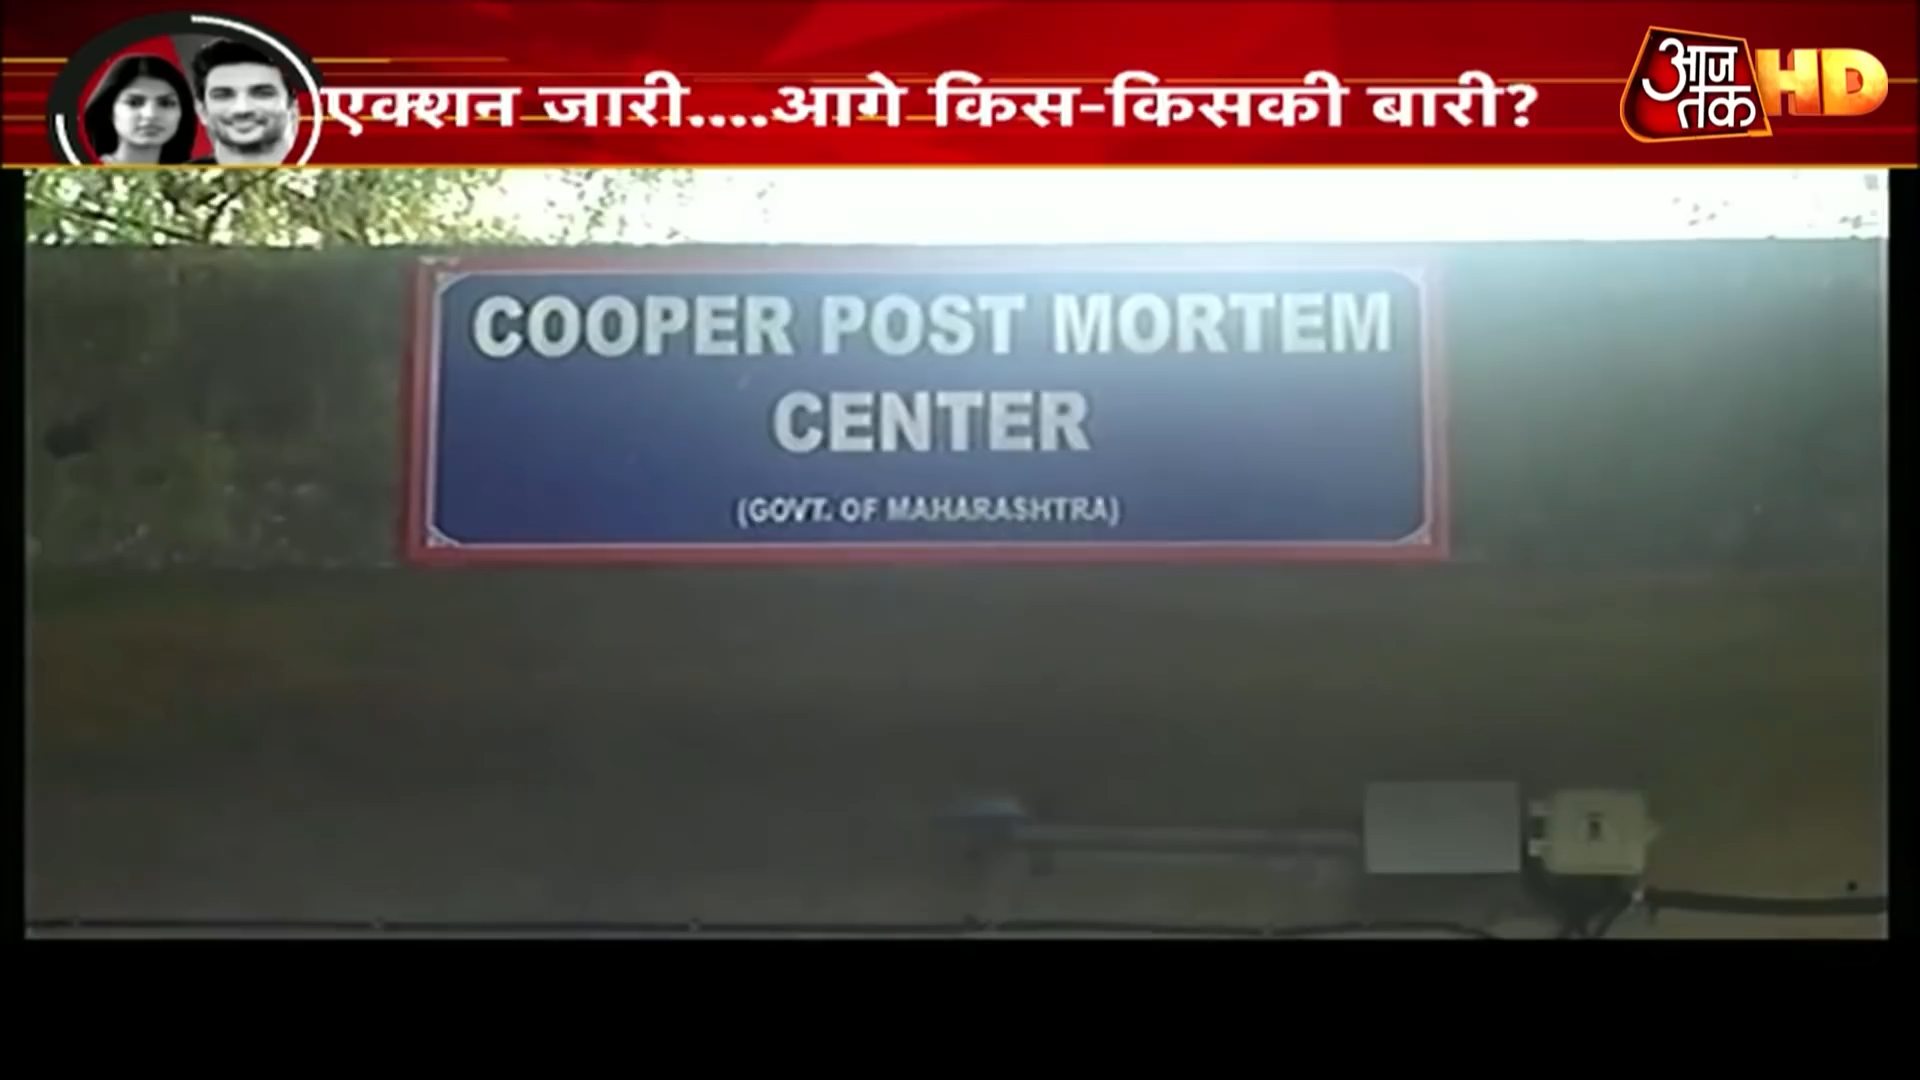 एक्शन जारी....आगे किस-किसकी बारी?
आज तक HD
COOPER POST MORTEM
CENTER
(GOVT. OF MAHARASHTRA)